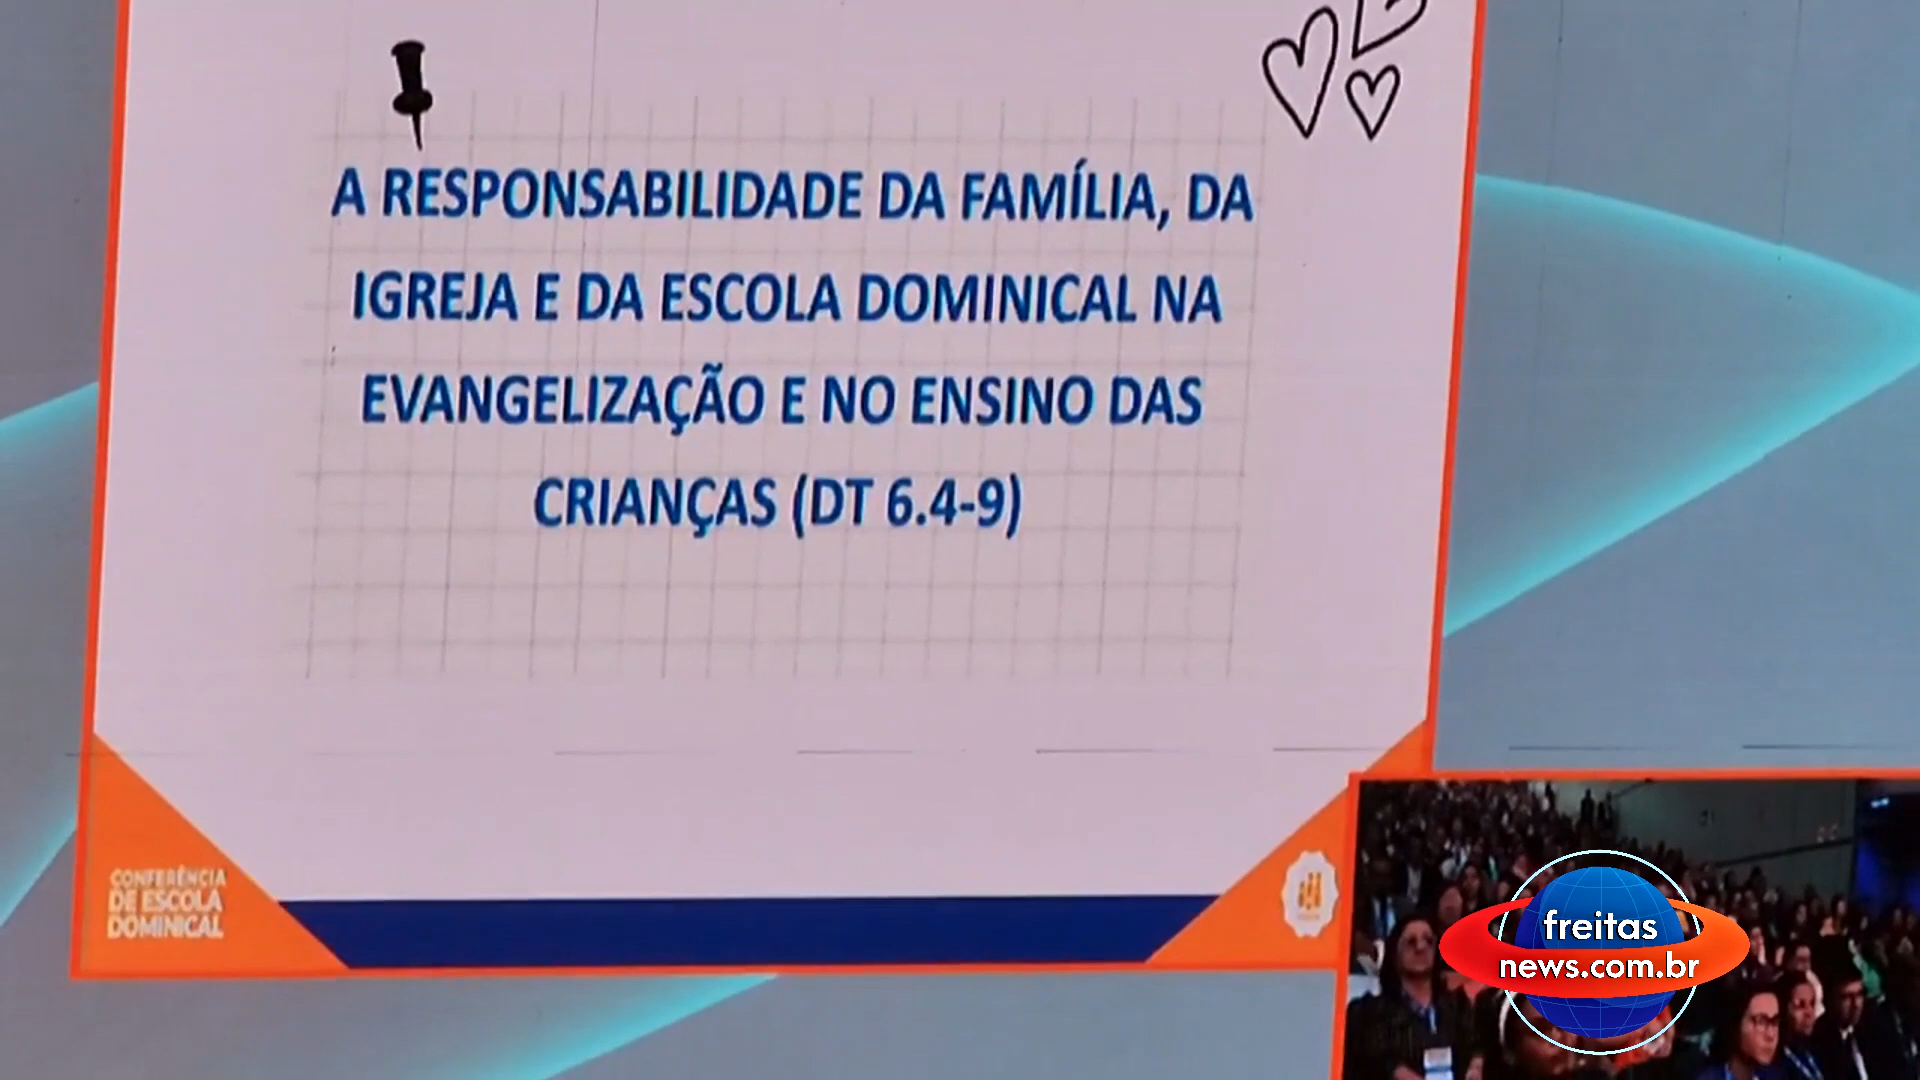 A RESPONSABILIDADE DA FAMÍLIA, DA
IGREJA E DA ESCOLA DOMINICAL NA
EVANGELIZAÇÃO E NO ENSINO DAS
CRIANÇAS (DT 6.4-9)
CONFERÊNCIA
DE ESCOLA
DOMINICAL
freitas
news.com.br